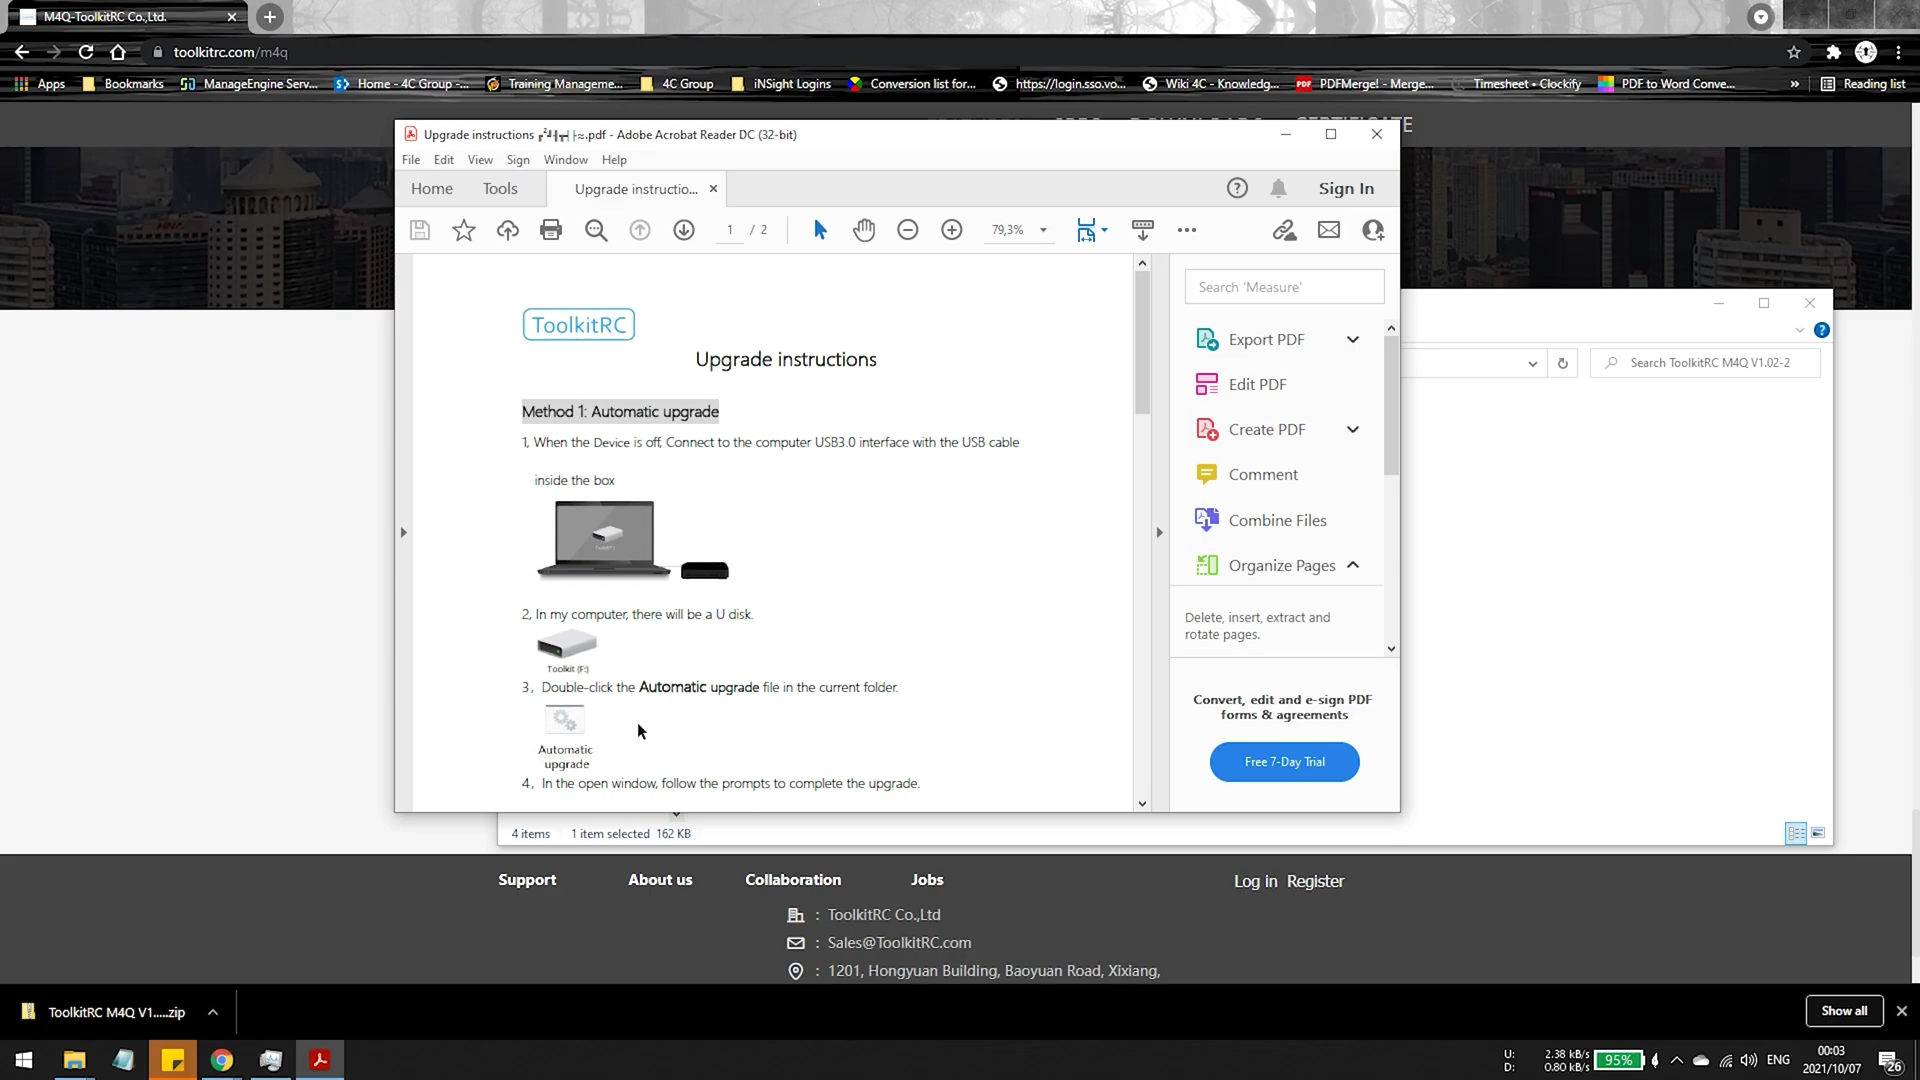 M4Q-ToolkitRC Co.,Ltd.
toolkitrc.com/m4q
Apps
Bookmarks
ManageEngine Serv...
Home - 4C Group -...
Training Manageme...
4C Group
iNSight Logins
Conversion list for...
https://login.sso.vo...
Wiki 4C - Knowledg...
PDFMerge! - Merge...
Timesheet • Clockify
PDF to Word Conve...
»
Reading list
Upgrade instructions .pdf - Adobe Acrobat Reader DC (32-bit)
File Edit View Sign Window Help
Home
Tools
Upgrade instructio...
Sign In
1 / 2
79,3%
ToolkitRC
Upgrade instructions
Method 1: Automatic upgrade
1, When the Device is off, Connect to the computer USB3.0 interface with the USB cable
inside the box
2, In my computer, there will be a U disk.
Toolkit (F:)
3, Double-click the Automatic upgrade file in the current folder.
Automatic
upgrade
4, In the open window, follow the prompts to complete the upgrade.
Search 'Measure'
Export PDF
Edit PDF
Create PDF
Comment
Combine Files
Organize Pages
Delete, insert, extract and
rotate pages.
Convert, edit and e-sign PDF
forms & agreements
Free 7-Day Trial
Search ToolkitRC M4Q V1.02-2
4 items
1 item selected 162 KB
Support
About us
Collaboration
Jobs
Log in Register
: ToolkitRC Co.,Ltd
: Sales@ToolkitRC.com
: 1201, Hongyuan Building, Baoyuan Road, Xixiang,
ToolkitRC M4Q V1.....zip
Show all
U: 2.38 kB/s
D: 0.80 kB/s
95%
ENG
00:03
2021/10/07
26